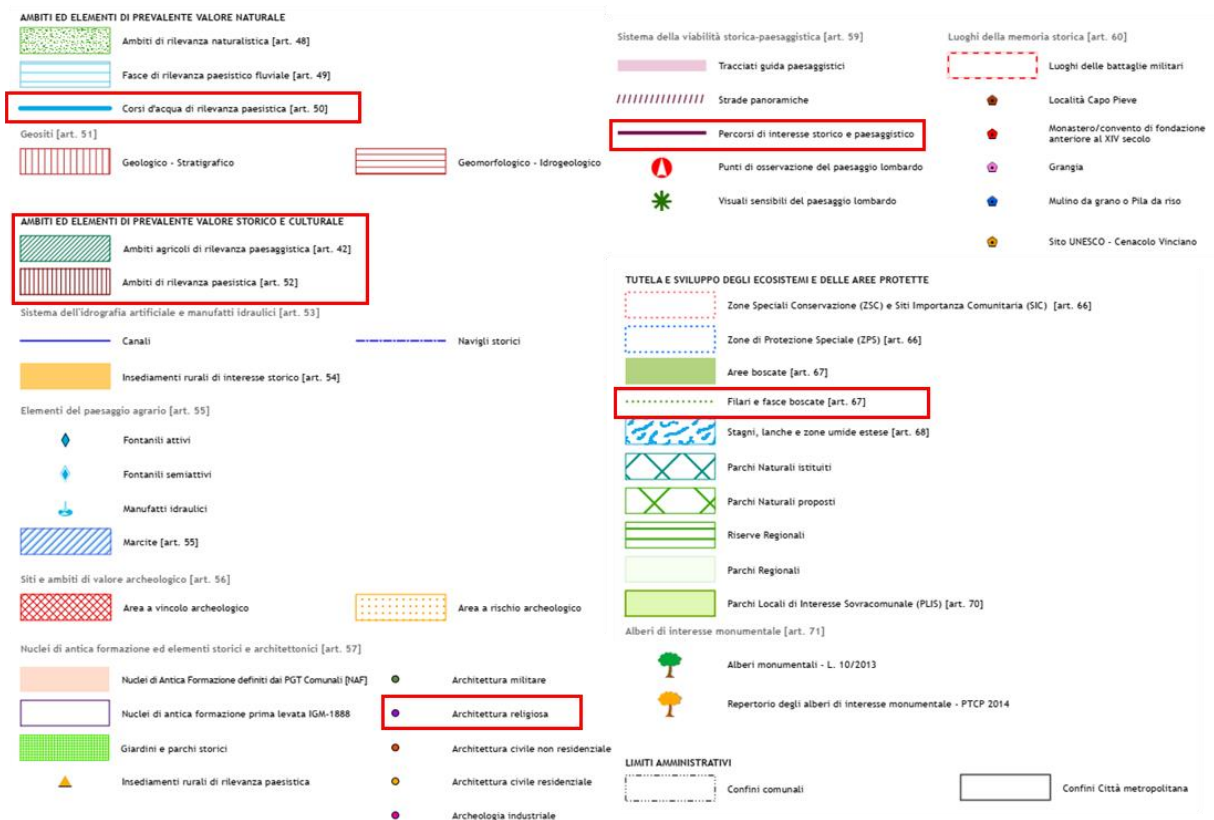 AMBITI ED ELEMENTI DI PREVALENTE VALORE NATURALE
Ambiti di rilevanza naturalistica [art. 48]
Fasce di rilevanza paesistico fluviale [art. 49]
Corsi d'acqua di rilevanza paesistica [art. 50]
Geositi [art. 51]
Geologico - Stratigrafico
Geomorfologico - Idrogeologico
AMBITI ED ELEMENTI DI PREVALENTE VALORE STORICO E CULTURALE
Ambiti agricoli di rilevanza paesaggistica [art. 42]
Ambiti di rilevanza paesistica [art. 52]
Sistema dell'idrografia artificiale e manufatti idraulici [art. 53]
Canali
Navigli storici
Insediamenti rurali di interesse storico [art. 54]
Elementi del paesaggio agrario [art. 55]
Fontanili attivi
Fontanili semiattivi
Manufatti idraulici
Marcite [art. 55]
Siti e ambiti di valore archeologico [art. 56]
Area a vincolo archeologico
Area a rischio archeologico
Nuclei di antica formazione ed elementi storici e architettonici [art. 57]
Nuclei di Antica Formazione definiti dai PGT Comunali [NAF]
Nuclei di antica formazione prima levata IGM-1888
Giardini e parchi storici
Insediamenti rurali di rilevanza paesistica
Architettura militare
Architettura religiosa
Architettura civile non residenziale
Architettura civile residenziale
Archeologia industriale
Sistema della viabilità storica-paesaggistica [art. 59]
Tracciati guida paesaggistici
Strade panoramiche
Percorsi di interesse storico e paesaggistico
Punti di osservazione del paesaggio lombardo
Visuali sensibili del paesaggio lombardo
Luoghi della memoria storica [art. 60]
Luoghi delle battaglie militari
Località Capo Pieve
Monastero/convento di fondazione
anteriore al XIV secolo
Grangia
Mulino da grano o Pila da riso
Sito UNESCO - Cenacolo Vinciano
TUTELA E SVILUPPO DEGLI ECOSISTEMI E DELLE AREE PROTETTE
Zone Speciali Conservazione (ZSC) e Siti Importanza Comunitaria (SIC) [art. 66]
Zone di Protezione Speciale (ZPS) [art. 66]
Aree boscate [art. 67]
Filari e fasce boscate [art. 67]
Stagni, lanche e zone umide estese [art. 68]
Parchi Naturali istituiti
Parchi Naturali proposti
Riserve Regionali
Parchi Regionali
Parchi Locali di Interesse Sovracomunale (PLIS) [art. 70]
Alberi di interesse monumentale [art. 71]
Alberi monumentali - L. 10/2013
Repertorio degli alberi di interesse monumentale - PTCP 2014
LIMITI AMMINISTRATIVI
Confini comunali
Confini Città metropolitana